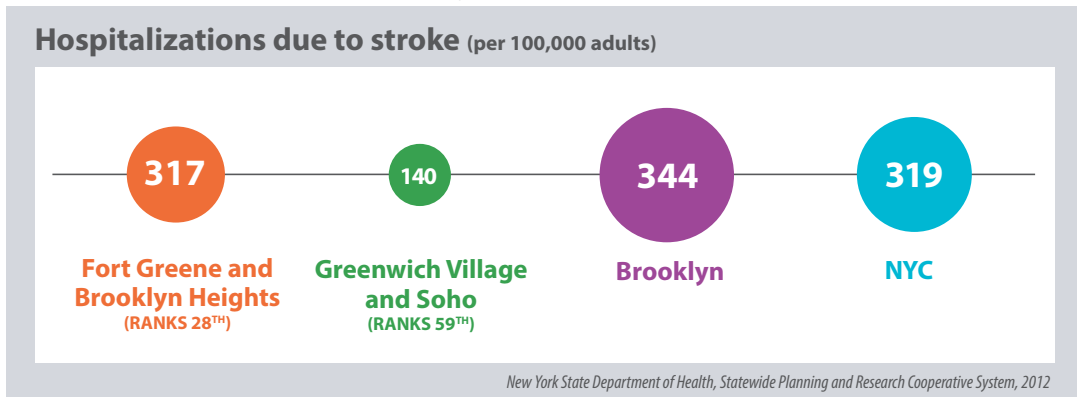 Hospitalizations due to stroke (per 100,000 adults)
317
140
344
319
Fort Greene and
Brooklyn Heights
(RANKS 28TH)
Greenwich Village
and Soho
(RANKS 59TH)
Brooklyn
NYC
New York State Department of Health, Statewide Planning and Research Cooperative System, 2012